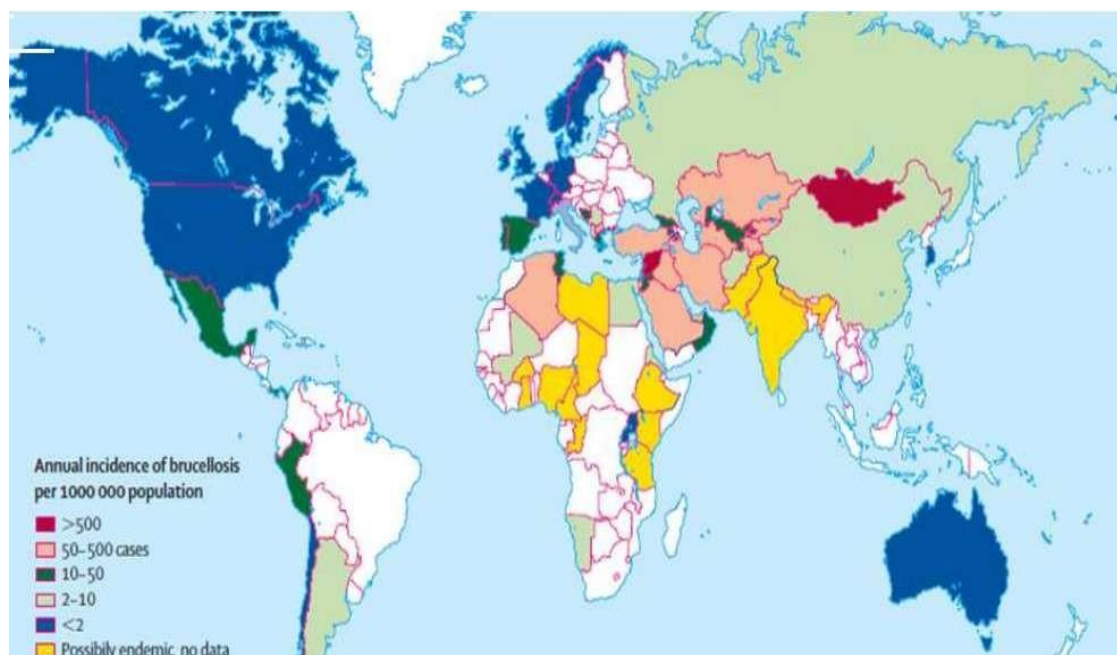 Annual incidence of brucellosis
per 1000 000 population
>500
50–500 cases
10–50
2–10
<2
Possibily endemic, no data